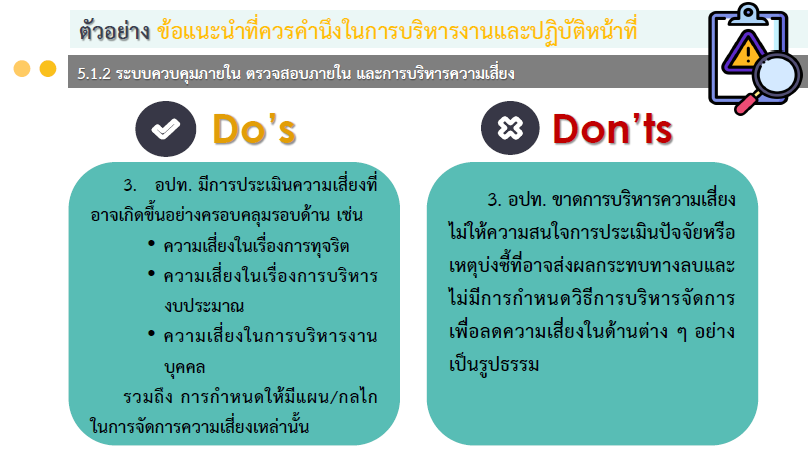 ตัวอย่าง ข้อแนะนำที่ควรคำนึงในการบริหารงานและปฏิบัติหน้าที่
5.1.2 ระบบควบคุมภายใน ตรวจสอบภายใน และการบริหารความเสี่ยง
Do's
3. อปท. มีการประเมินความเสี่ยงที่
อาจเกิดขึ้นอย่างครอบคลุมรอบด้าน เช่น
• ความเสี่ยงในเรื่องการทุจริต
• ความเสี่ยงในเรื่องการบริหาร
งบประมาณ
• ความเสี่ยงในการบริหารงาน
บุคคล
รวมถึง การกำหนดให้มีแผน/กลไก
ในการจัดการความเสี่ยงเหล่านั้น
Don'ts
3. อปท. ขาดการบริหารความเสี่ยง
ไม่ให้ความสนใจการประเมินปัจจัยหรือ
เหตุบ่งชี้ที่อาจส่งผลกระทบทางลบและ
ไม่มีการกำหนดวิธีการบริหารจัดการ
เพื่อลดความเสี่ยงในด้านต่าง ๆ อย่าง
เป็นรูปธรรม